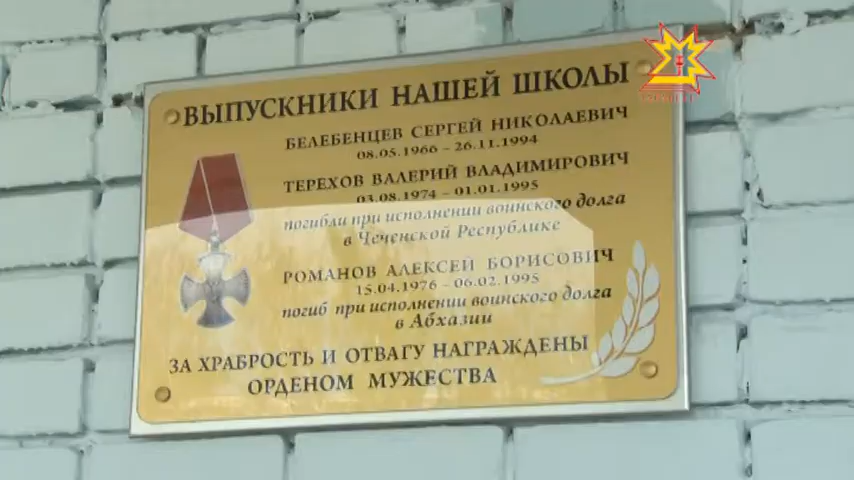 ВЫПУСКНИКИ НАШЕЙ ШКОЛЫ
БЕЛЕБЕНЦЕВ СЕРГЕЙ НИКОЛАЕВИЧ
08.05.1966 – 26.11.1994
ТЕРЕХОВ ВАЛЕРИЙ ВЛАДИМИРОВИЧ
03.08.1974 – 01.01.1995
погибли при исполнении воинского долга
в Чеченской Республике
РОМАНОВ АЛЕКСЕЙ БОРИСОВИЧ
15.04.1976 – 06.02.1995
погиб при исполнении воинского долга
в Абхазии
ЗА ХРАБРОСТЬ И ОТВАГУ НАГРАЖДЕНЫ
ОРДЕНОМ МУЖЕСТВА